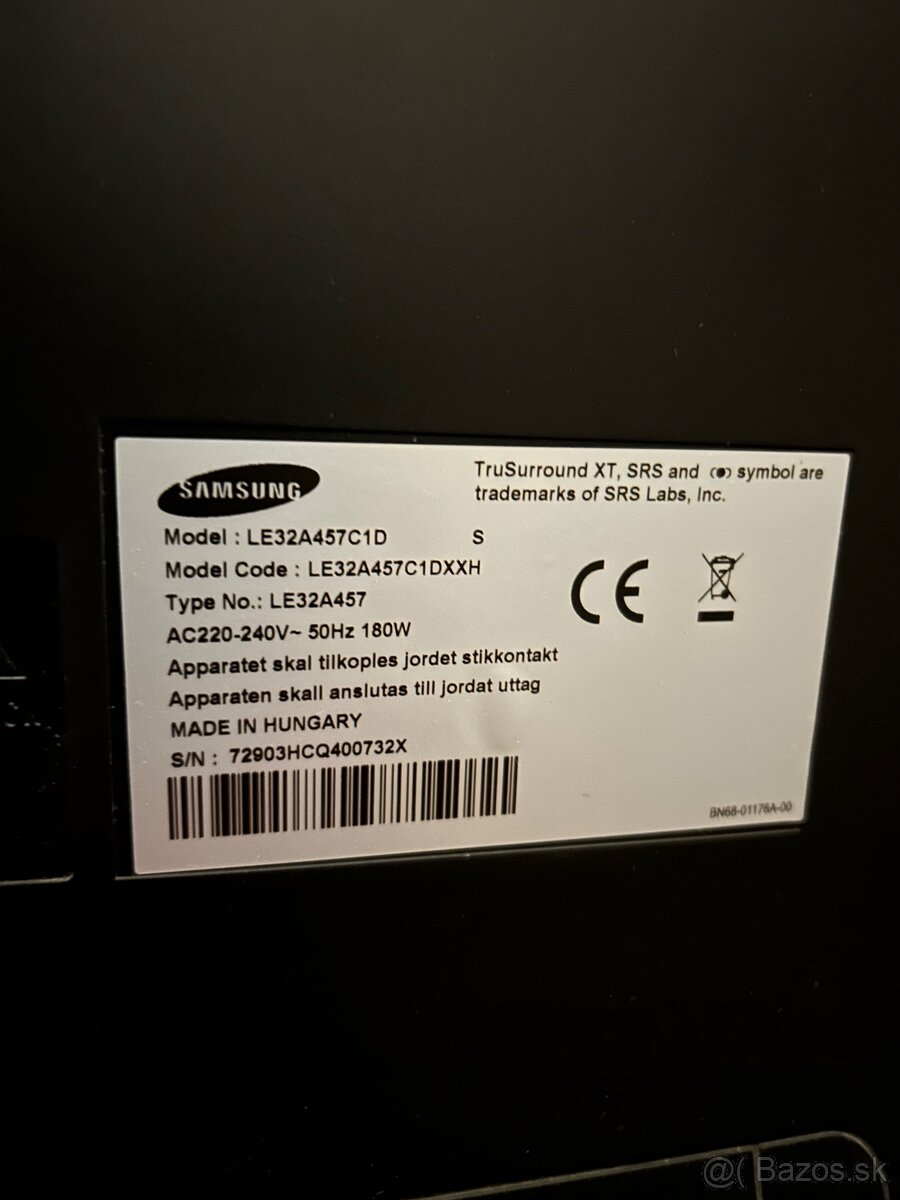 SAMSUNG
TruSurround XT, SRS and (●) symbol are
trademarks of SRS Labs, Inc.
Model : LE32A457C1D S
Model Code : LE32A457C1DXXH
Type No.: LE32A457
AC220-240V~ 50Hz 180W
Apparatet skal tilkoples jordet stikkontakt
Apparaten skall anslutas till jordat uttag
MADE IN HUNGARY
S/N : 72903HCQ400732X
BN68-01176A-00
@( Bazos.sk